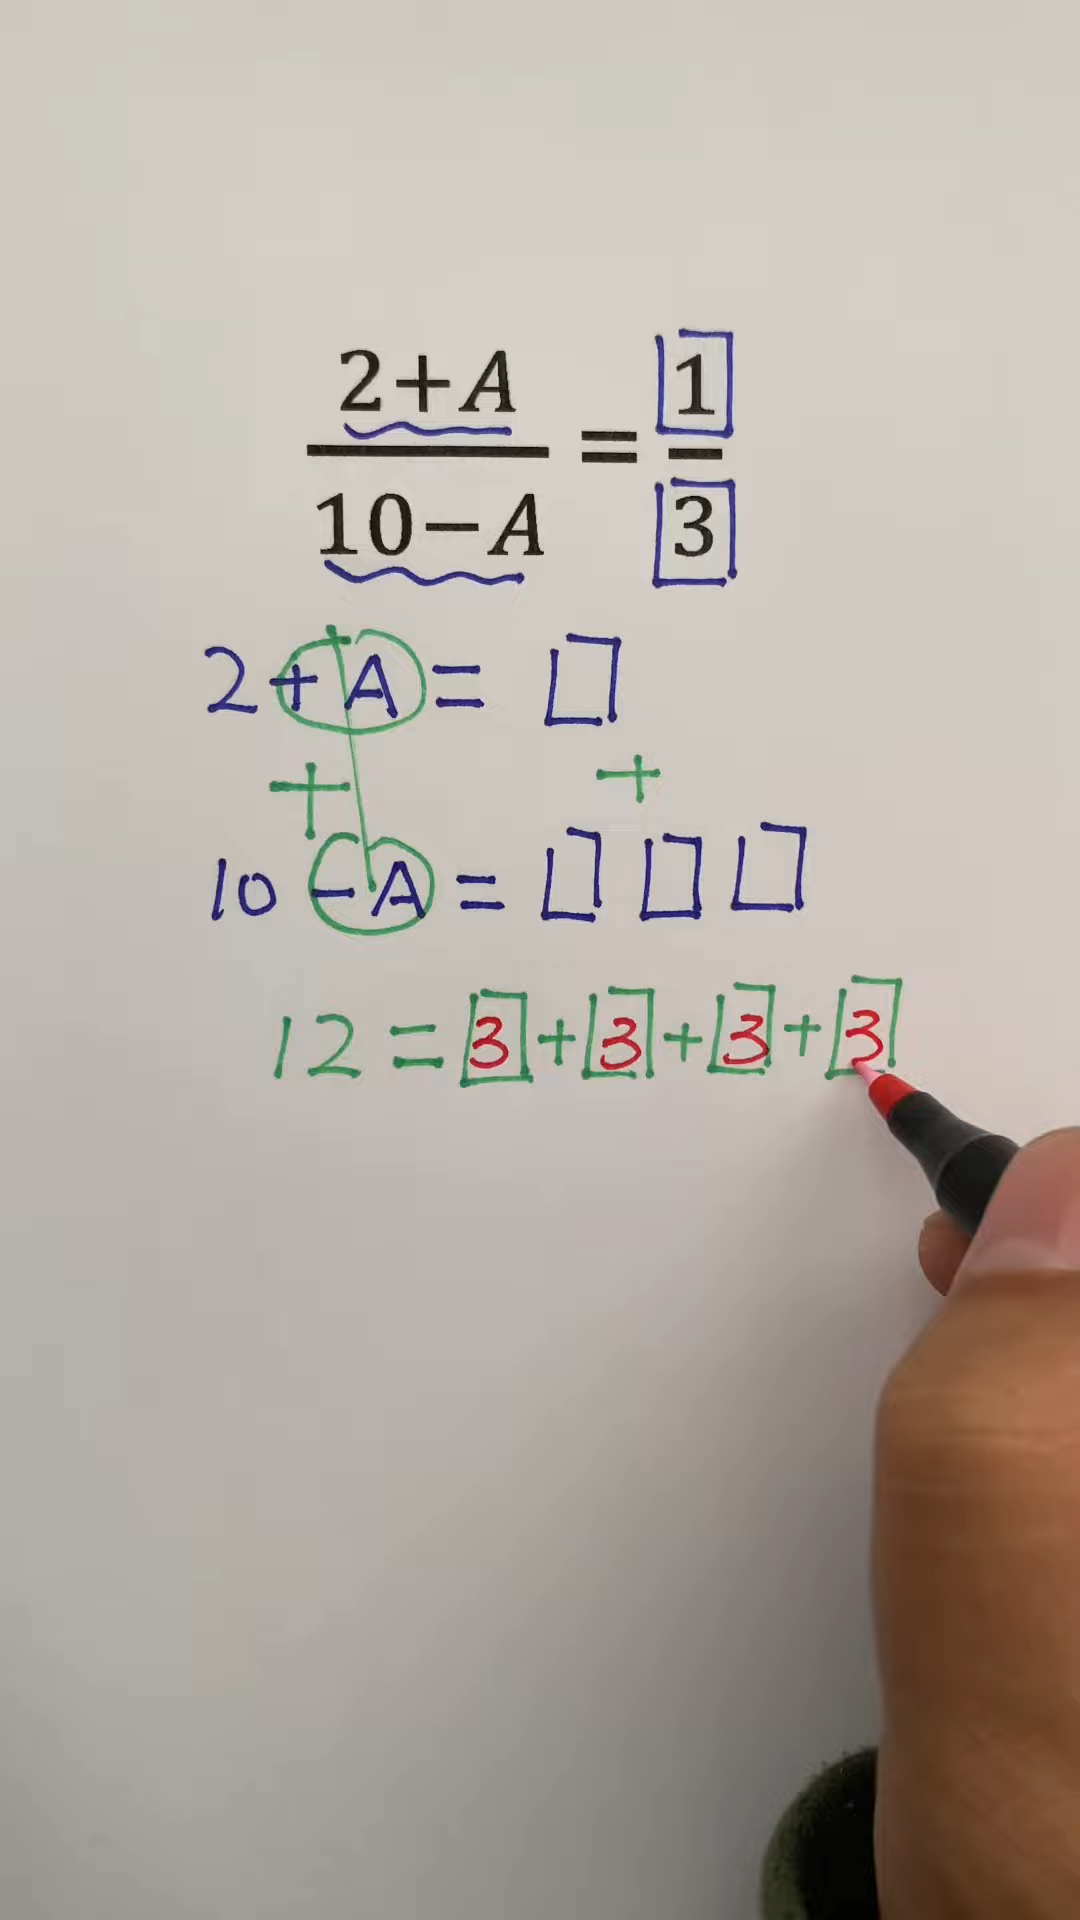 2+A
10−A
=
1
3
2 + A = □
+ +
10 − A = □ □ □
12 = 3 + 3 + 3 + 3